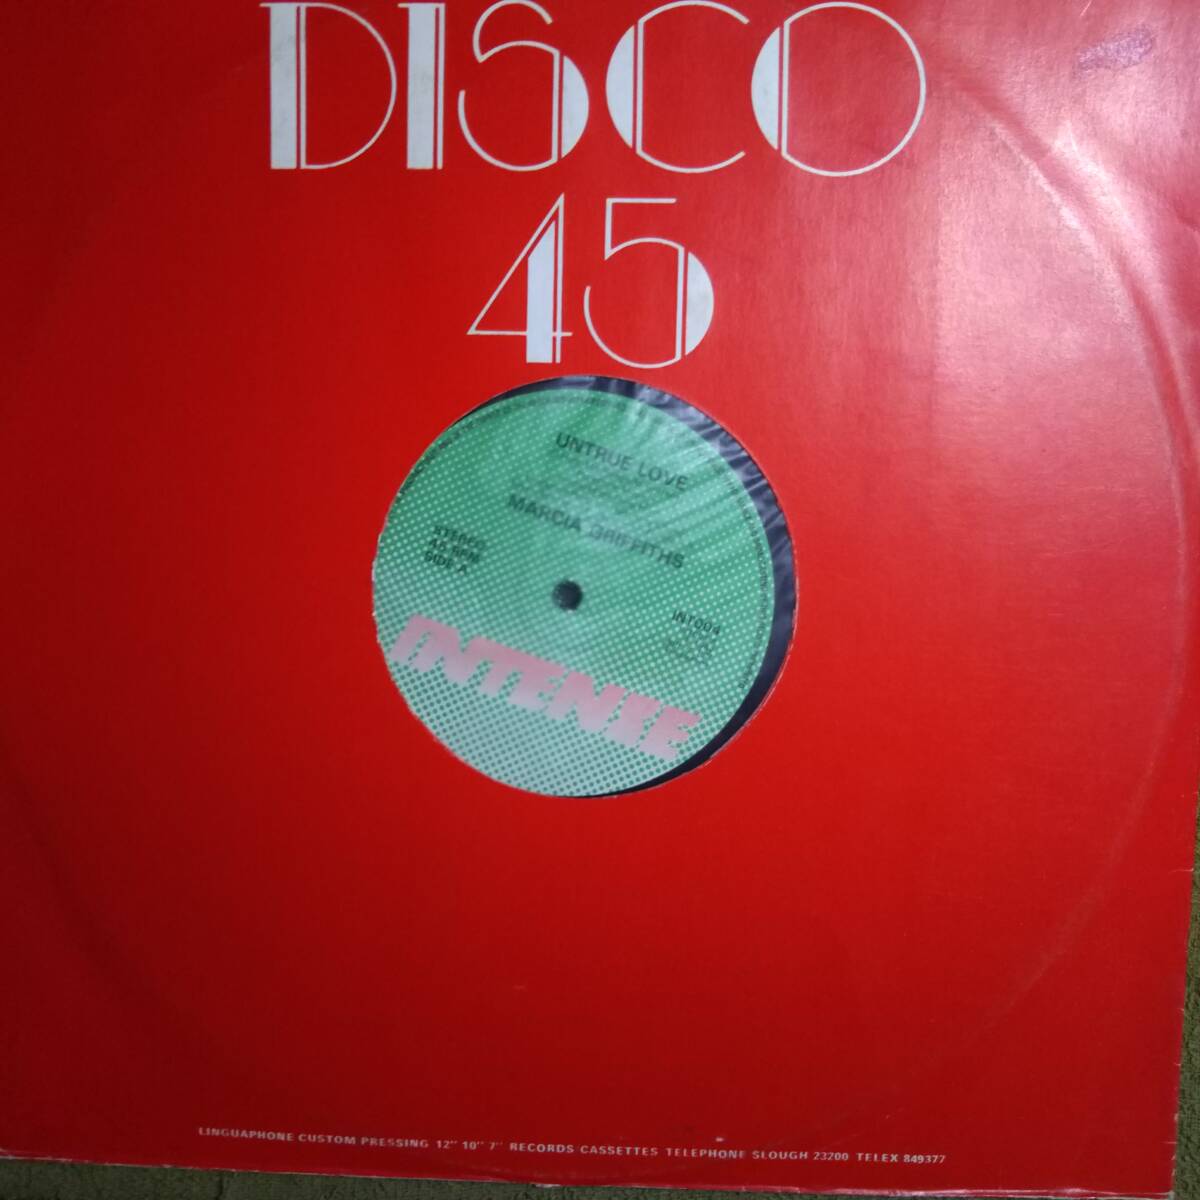 DISCO
45
UNTRUE LOVE
MARCIA GRIFFITHS
STEREO
45 RPM
SIDE A
INT004
INTENSE
LINGUAPHONE CUSTOM PRESSING 12" 10" 7" RECORDS/CASSETTES TELEPHONE SLOUGH 23200 TELEX 849377